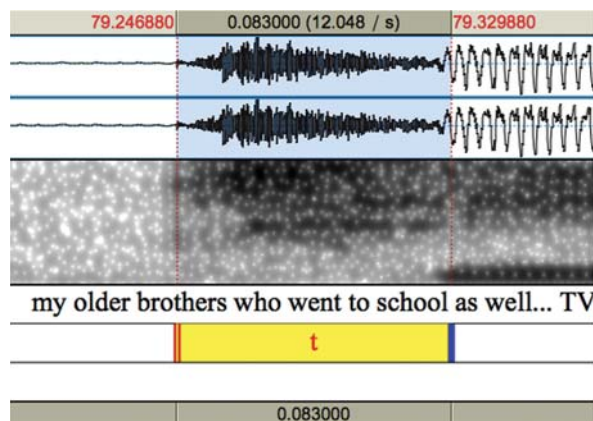 79.246880 0.083000 (12.048 / s) 79.329880
my older brothers who went to school as well... TV
t
0.083000